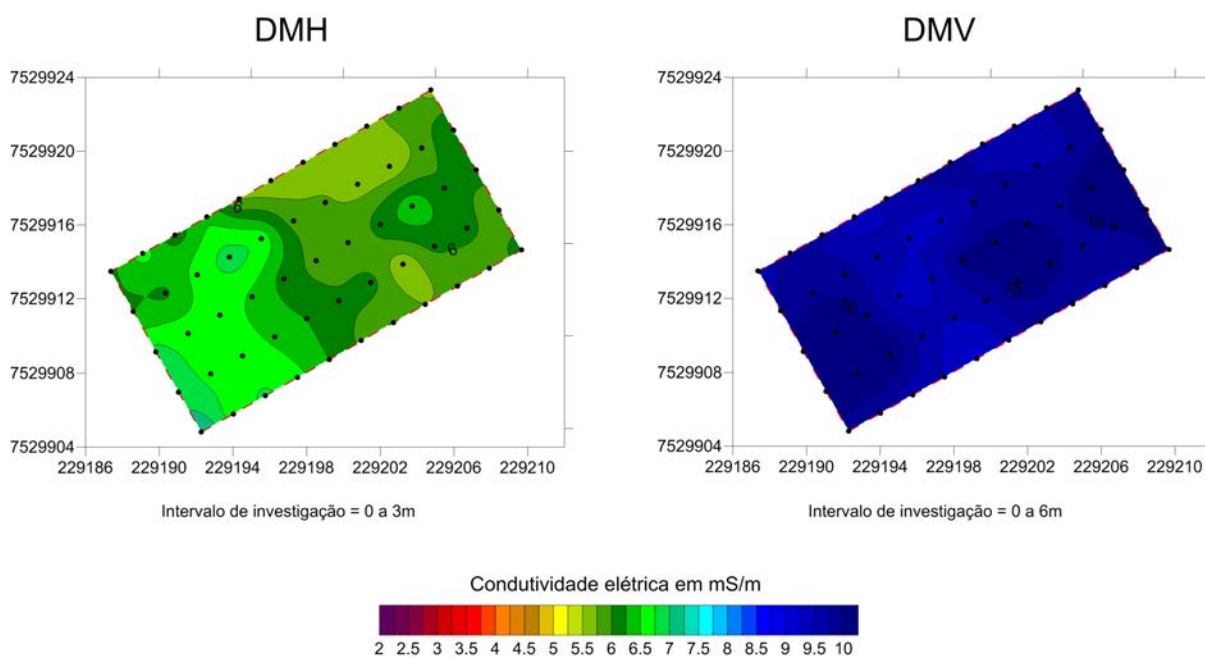 DMH
DMV
7529924
7529920
7529916
7529912
7529908
7529904
229186 229190 229194 229198 229202 229206 229210
6
6
7529924
7529920
7529916
7529912
7529908
7529904
229186 229190 229194 229198 229202 229206 229210
10
10
10
Intervalo de investigação = 0 a 3m
Intervalo de investigação = 0 a 6m
Condutividade elétrica em mS/m
2 2.5 3 3.5 4 4.5 5 5.5 6 6.5 7 7.5 8 8.5 9 9.5 10